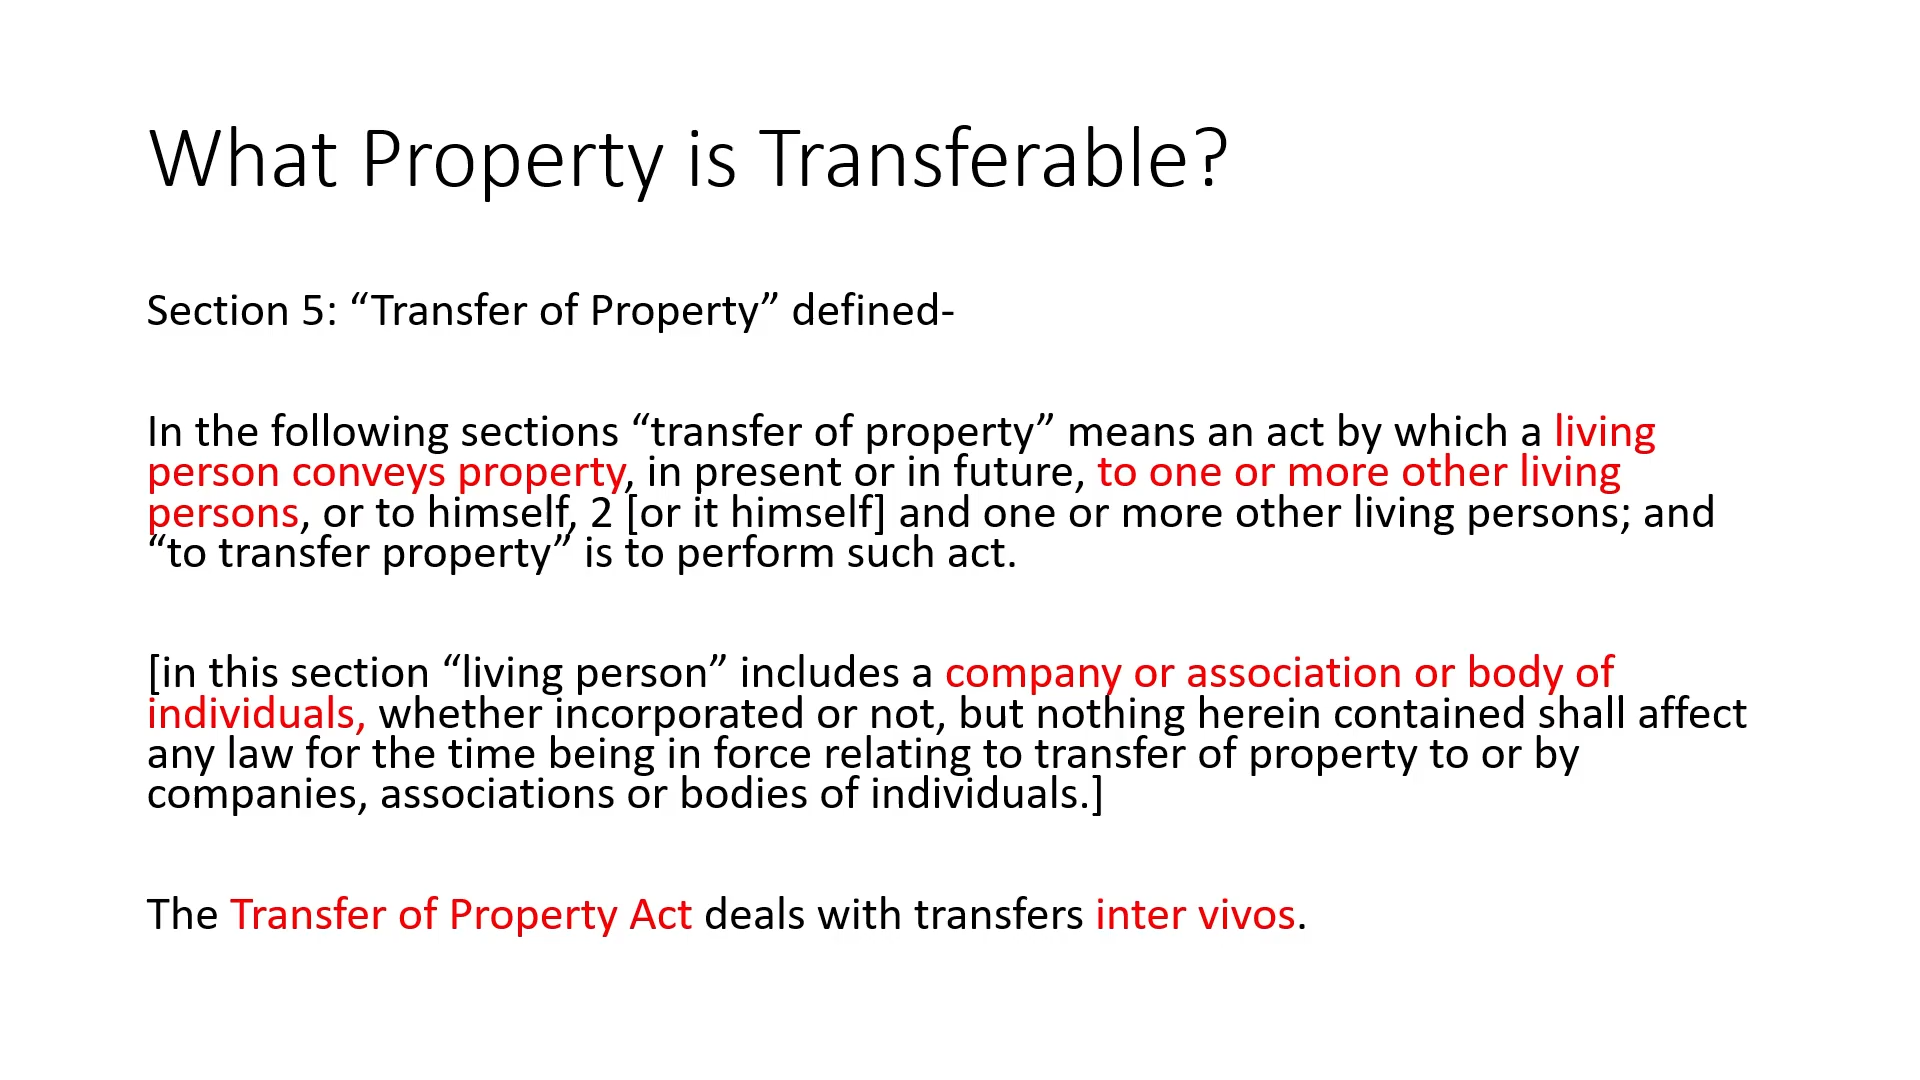 What Property is Transferable?
Section 5: “Transfer of Property” defined-
In the following sections “transfer of property” means an act by which a living
person conveys property, in present or in future, to one or more other living
persons, or to himself, 2 [or it himself] and one or more other living persons; and
“to transfer property” is to perform such act.
[in this section “living person” includes a company or association or body of
individuals, whether incorporated or not, but nothing herein contained shall affect
any law for the time being in force relating to transfer of property to or by
companies, associations or bodies of individuals.]
The Transfer of Property Act deals with transfers inter vivos.